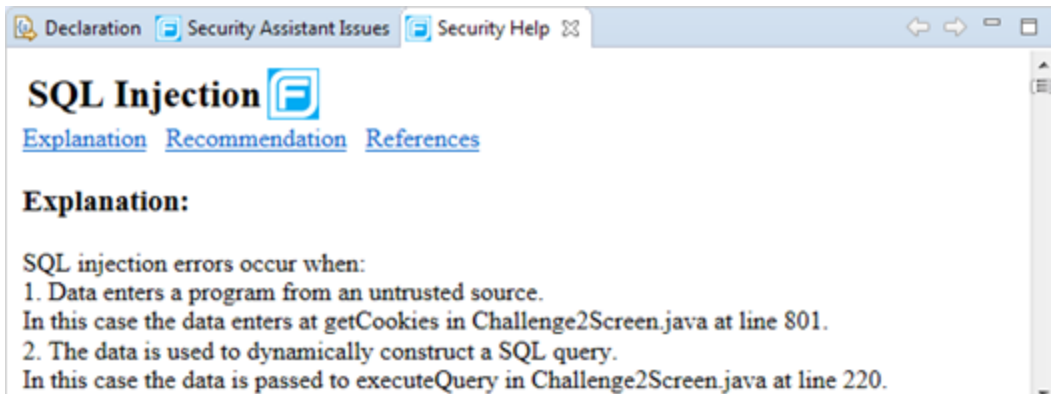 Declaration Security Assistant Issues Security Help
SQL Injection
Explanation Recommendation References
Explanation:
SQL injection errors occur when:
1. Data enters a program from an untrusted source.
In this case the data enters at getCookies in Challenge2Screen.java at line 801.
2. The data is used to dynamically construct a SQL query.
In this case the data is passed to executeQuery in Challenge2Screen.java at line 220.